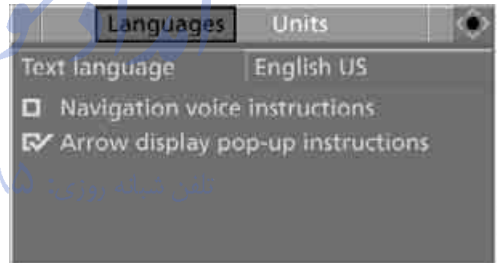 Languages Units
Text language English US
Navigation voice instructions
Arrow display pop-up instructions